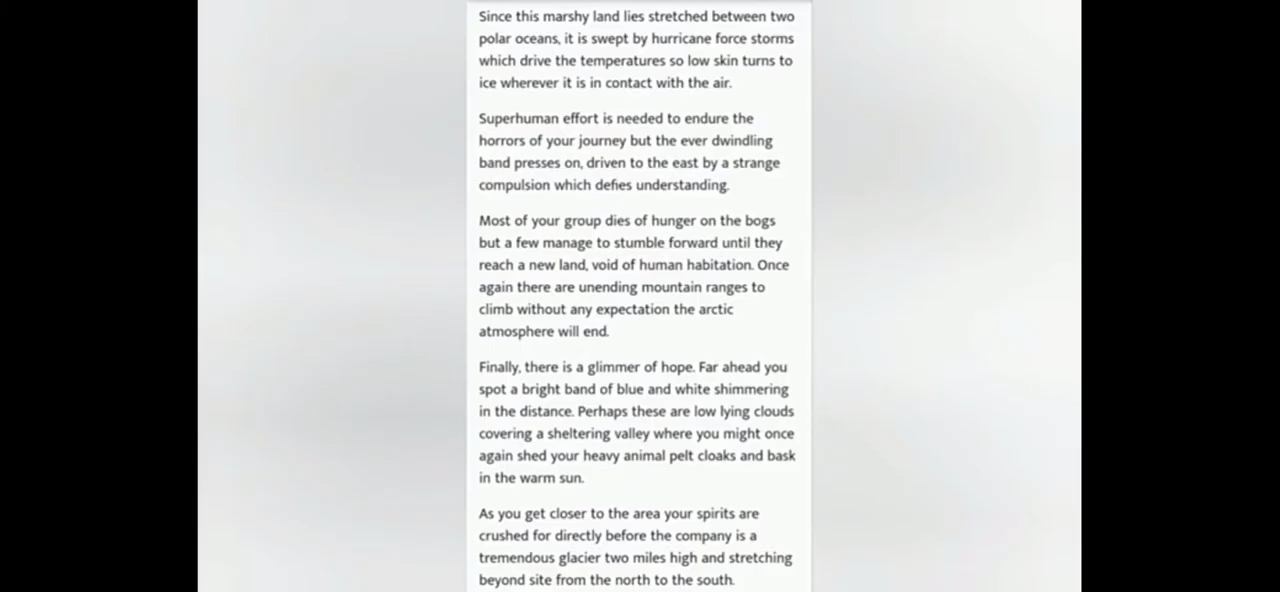 Since this marshy land lies stretched between two
polar oceans, it is swept by hurricane force storms
which drive the temperatures so low skin turns to
ice wherever it is in contact with the air.
Superhuman effort is needed to endure the
horrors of your journey but the ever dwindling
band presses on, driven to the east by a strange
compulsion which defies understanding.
Most of your group dies of hunger on the bogs
but a few manage to stumble forward until they
reach a new land, void of human habitation. Once
again there are unending mountain ranges to
climb without any expectation the arctic
atmosphere will end.
Finally, there is a glimmer of hope. Far ahead you
spot a bright band of blue and white shimmering
in the distance. Perhaps these are low lying clouds
covering a sheltering valley where you might once
again shed your heavy animal pelt cloaks and bask
in the warm sun.
As you get closer to the area your spirits are
crushed for directly before the company is a
tremendous glacier two miles high and stretching
beyond site from the north to the south.